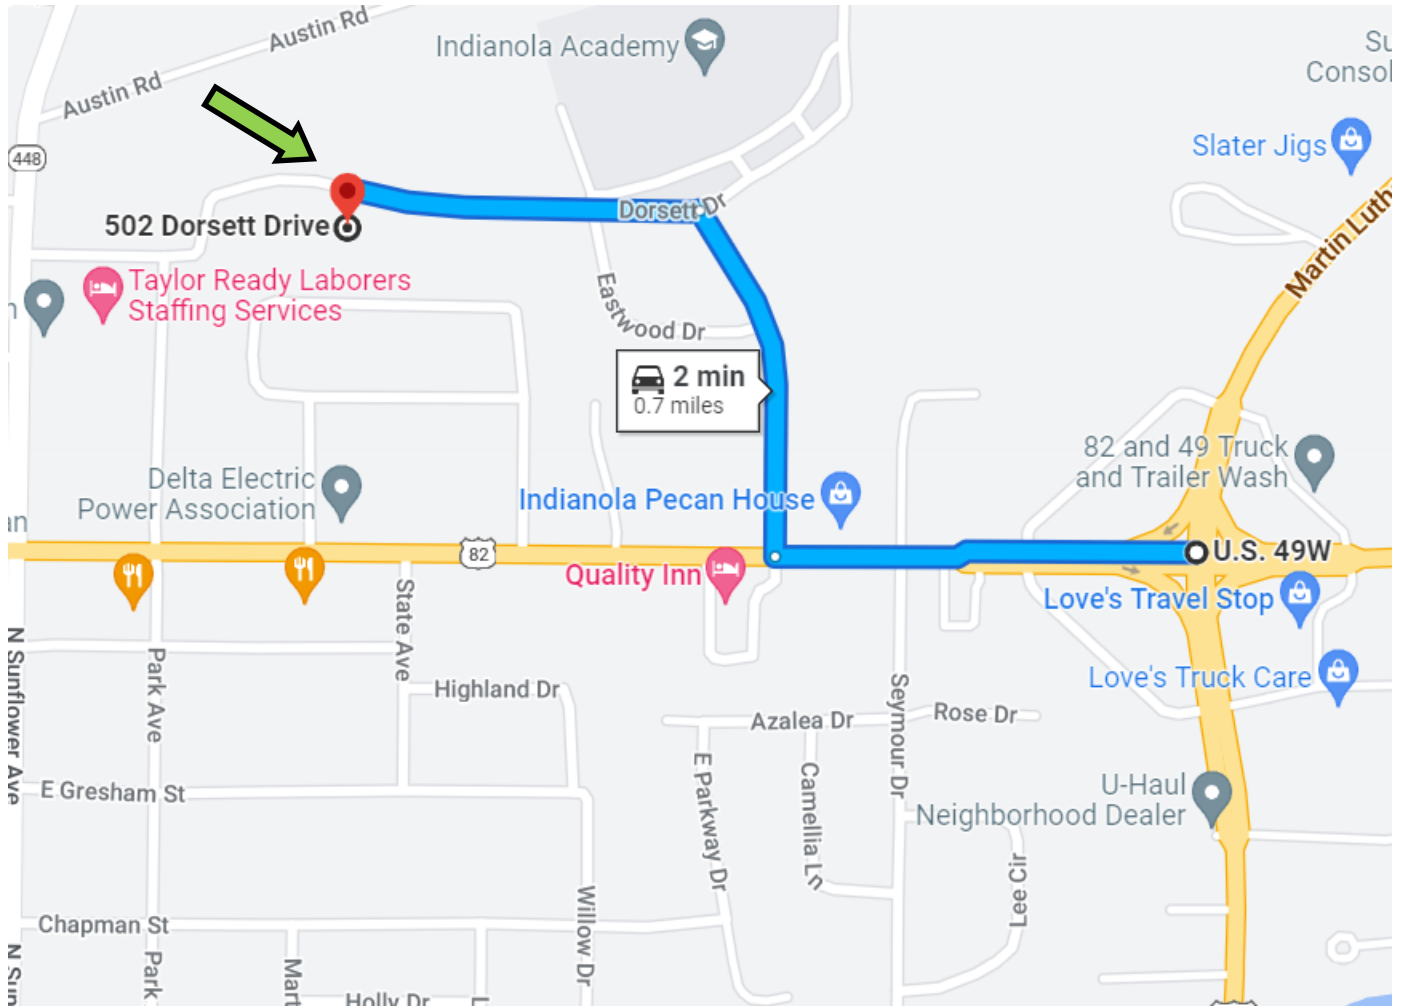 Austin Rd
Indianola Academy
Su
Consol
Austin Rd
448
Slater Jigs
502 Dorsett Drive
Dorsett Dr
Martin Luth
Taylor Ready Laborers
Staffing Services
n
Eastwood Dr
2 min
0.7 miles
82 and 49 Truck
and Trailer Wash
Delta Electric
Power Association
Indianola Pecan House
an
82
U.S. 49W
Quality Inn
Love's Travel Stop
State Ave
N Sunflower Ave
Park Ave
Highland Dr
Love's Truck Care
Seymour Dr
Azalea Dr
Rose Dr
E Gresham St
E Parkway Dr
Camellia Ln
U-Haul
Neighborhood Dealer
Lee Cir
Willow Dr
Chapman St
N Sun
Park
Mart
Holly Dr
L